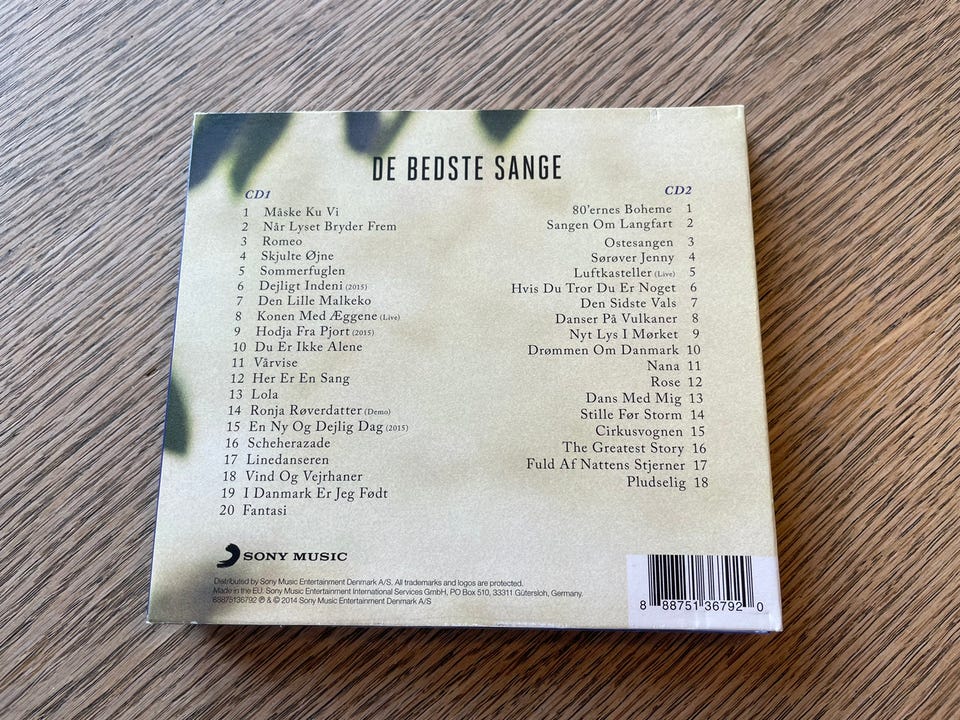 DE BEDSTE SANGE
CD1
1 Måske Ku Vi
2 Når Lyset Bryder Frem
3 Romeo
4 Skjulte Øjne
5 Sommerfuglen
6 Dejligt Indeni (2015)
7 Den Lille Malkeko
8 Konen Med Æggene (Live)
9 Hodja Fra Pjort (2015)
10 Du Er Ikke Alene
11 Vårvise
12 Her Er En Sang
13 Lola
14 Ronja Røverdatter (Demo)
15 En Ny Og Dejlig Dag (2015)
16 Scheherazade
17 Linedanseren
18 Vind Og Vejrhaner
19 I Danmark Er Jeg Født
20 Fantasi
CD2
80'ernes Boheme 1
Sangen Om Langfart 2
Ostesangen 3
Sørøver Jenny 4
Luftkasteller (Live) 5
Hvis Du Tror Du Er Noget 6
Den Sidste Vals 7
Danser På Vulkaner 8
Nyt Lys I Mørket 9
Drømmen Om Danmark 10
Nana 11
Rose 12
Dans Med Mig 13
Stille Før Storm 14
Cirkusvognen 15
The Greatest Story 16
Fuld Af Nattens Stjerner 17
Pludselig 18
SONY MUSIC
Distributed by Sony Music Entertainment Denmark A/S. All trademarks and logos are protected.
Made in the EU. Sony Music Entertainment International Services GmbH, PO Box 510, 33311 Gütersloh, Germany.
88875136792 ℗ & © 2014 Sony Music Entertainment Denmark A/S
8 88751 36792 0